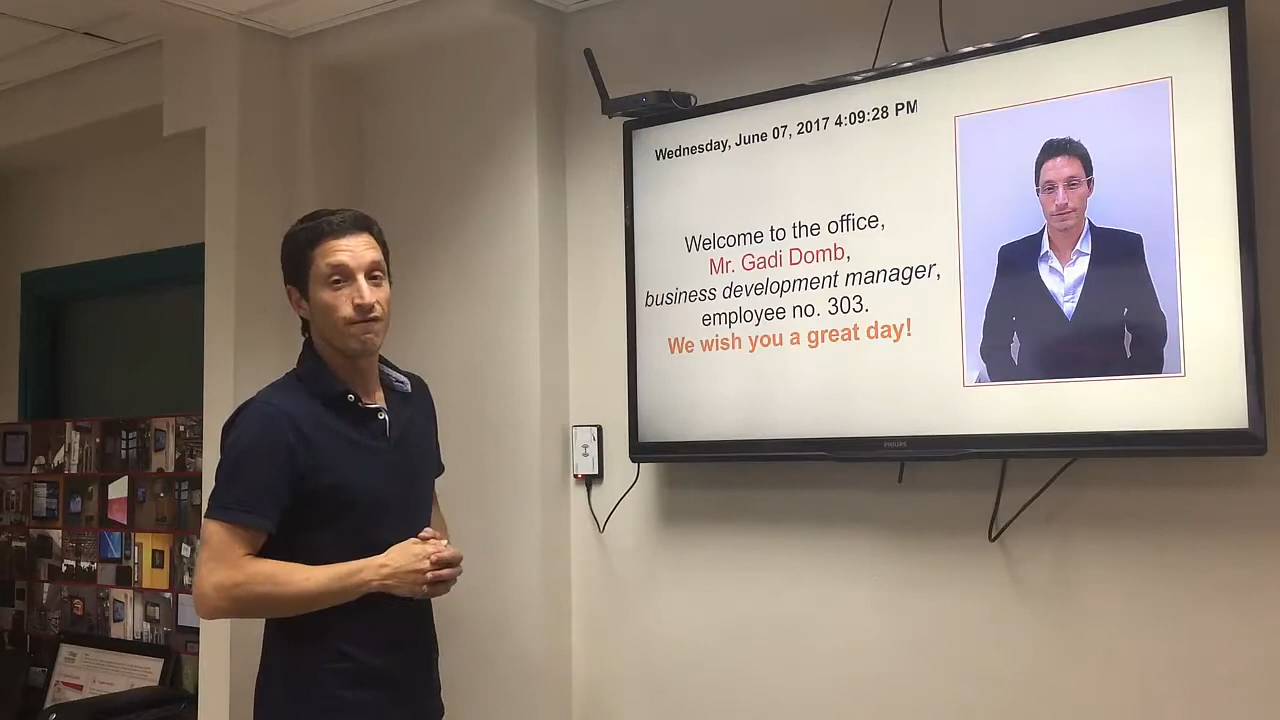 Wednesday, June 07, 2017 4:09:28 PM
Welcome to the office,
Mr. Gadi Domb,
business development manager,
employee no. 303.
We wish you a great day!
PHILIPS